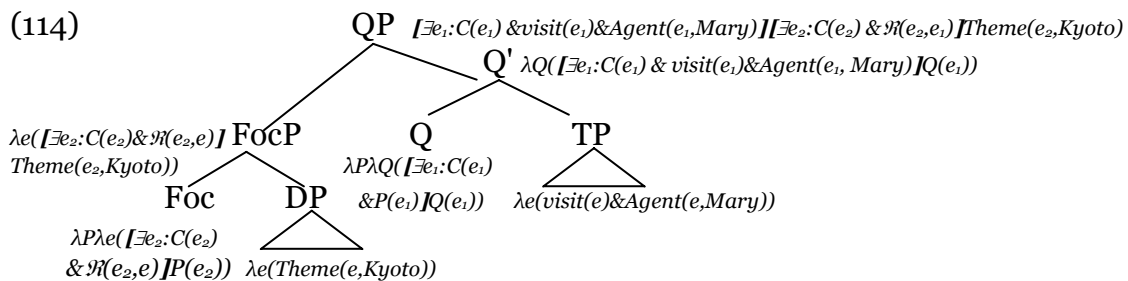 (114) QP [∃e₁:C(e₁) &visit(e₁)&Agent(e₁,Mary)][∃e₂:C(e₂) &ℜ(e₂,e₁)]Theme(e₂,Kyoto)
Q' λQ([∃e₁:C(e₁) & visit(e₁)&Agent(e₁, Mary)]Q(e₁))
λe([∃e₂:C(e₂)&ℜ(e₂,e)] FocP Q TP
Theme(e₂,Kyoto)) λPλQ([∃e₁:C(e₁)
Foc DP &P(e₁)]Q(e₁)) λe(visit(e)&Agent(e,Mary))
λPλe([∃e₂:C(e₂)
&ℜ(e₂,e)]P(e₂)) λe(Theme(e,Kyoto))